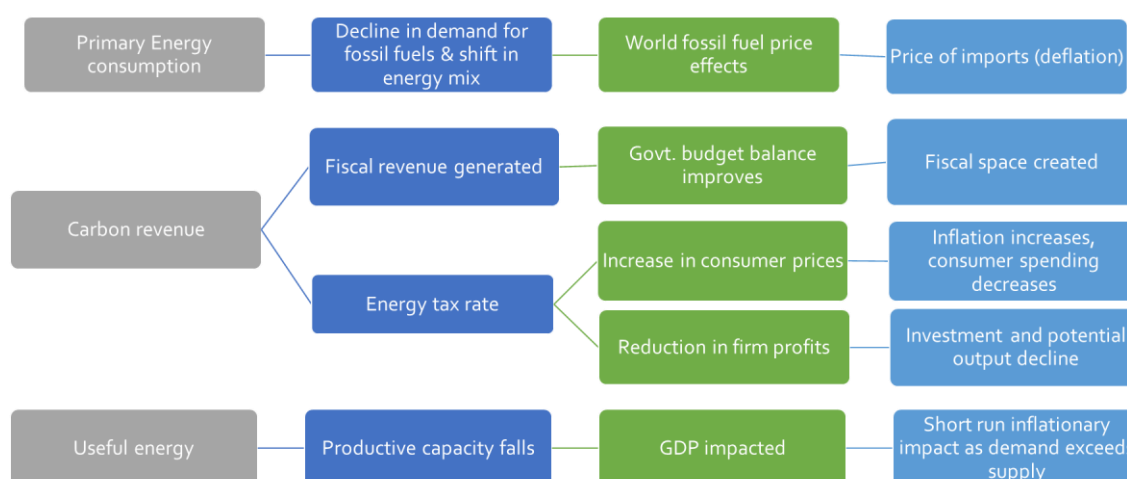 Primary Energy
consumption
Decline in demand for
fossil fuels & shift in
energy mix
World fossil fuel price
effects
Price of imports (deflation)
Carbon revenue
Fiscal revenue generated
Govt. budget balance
improves
Fiscal space created
Energy tax rate
Increase in consumer prices
Inflation increases,
consumer spending
decreases
Reduction in firm profits
Investment and potential
output decline
Useful energy
Productive capacity falls
GDP impacted
Short run inflationary
impact as demand exceed
supply